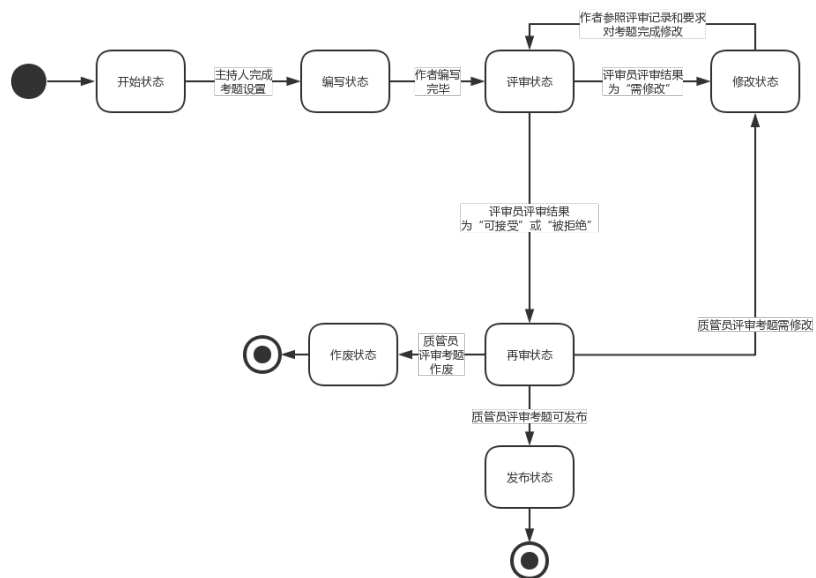 作者参照评审记录和要求
对考题完成修改
开始状态
主持人完成
考题设置
编写状态
作者编写
完毕
评审状态
评审员评审结果
为“需修改”
修改状态
评审员评审结果
为“可接受”或“被拒绝”
质管员评审考题需修改
作废状态
质管员
评审考题
作废
再审状态
质管员评审考题可发布
发布状态